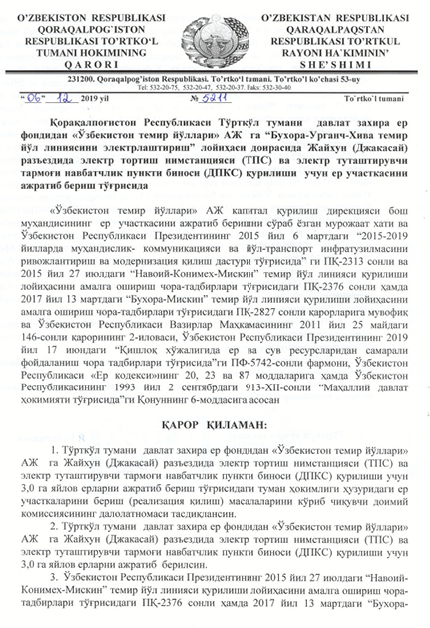 O'ZBEKISTON RESPUBLIKASI
QORAQALPOG'ISTON
RESPUBLIKASI TO'RTKO'L
TUMANI HOKIMINING
QARORI
O'ZBEKISTAN RESPUBLIKASI
QARAQALPAQSTAN
RESPUBLIKASI TO'RTKUL
RAYONI HA'KIMININ'
SHE'SHIMI
231200. Qoraqalpog'iston Respublikasi. To'rtko'l tumani. To'rtko'l ko'chasi 53-uy
Tel: 532-20-75, 532-20-47, 532-20-37. Faks: 532-30-40
"06" 12 2019 yil № 5211 To'rtko'l tumani
Қорақалпоғистон Республикаси Тўрткўл тумани давлат захира ер
фондидан «Ўзбекистон темир йўллари» АЖ га "Бухора-Урганч-Хива темир
йўл линиясини электрлаштириш" лойиҳаси доирасида Жайхун (Джакасай)
разъездида электр тортиш нимстанцияси (ТПС) ва электр туташтирувчи
тармоғи навбатчлик пункти биноси (ДПКС) қурилиши учун ер участкасини
ажратиб бериш тўғрисида
«Ўзбекистон темир йўллари» АЖ капитал қурилиш дирекцияси бош
муҳандисининг ер участкасини ажратиб беришни сўраб ёзган мурожаат хати ва
Ўзбекистон Республикаси Президентининг 2015 йил 6 мартдаги "2015-2019
йилларда муҳандислик- коммуникацияси ва йўл-транспорт инфратузилмасини
ривожлантириш ва модернизация қилиш дастури тўғрисида" ги ПҚ-2313 сонли ва
2015 йил 27 июлдаги "Навоий-Конимех-Мискин" темир йўл линияси қурилиши
лойиҳасини амалга ошириш чора-тадбирлари тўғрисидаги ПҚ-2376 сонли ҳамда
2017 йил 13 мартдаги "Бухора-Мискин" темир йўл линияси қурилиши лойиҳасини
амалга ошириш чора-тадбирлари тўғрисидаги ПҚ-2827 сонли қарорларига мувофиқ
ва Ўзбекистон Республикаси Вазирлар Маҳкамасининг 2011 йил 25 майдаги
146-сонли қарорининг 2-иловаси, Ўзбекистон Республикаси Президентининг 2019
йил 17 июндаги "Қишлоқ хўжалигида ер ва сув ресурсларидан самарали
фойдаланиш чора тадбирлари тўғрисида"ги ПФ-5742-сонли фармони, Ўзбекистон
Республикаси «Ер кодекси»нинг 20, 23 ва 87 моддаларига ҳамда Ўзбекистон
Республикасининг 1993 йил 2 сентябрдаги 913-XII-сонли "Маҳаллий давлат
ҳокимияти тўғрисида"ги Қонуннинг 6-моддасига асосан
ҚАРОР ҚИЛАМАН:
1. Тўрткўл тумани давлат захира ер фондидан «Ўзбекистон темир йўллари»
АЖ га Жайхун (Джакасай) разъездида электр тортиш нимстанцияси (ТПС) ва
электр туташтирувчи тармоғи навбатчлик пункти биноси (ДПКС) қурилиш учун
3,0 га яйлов ерларни ажратиб бериш тўғрисидаги туман ҳокимлиги ҳузуридаги ер
участкаларини бериш (реализация қилиш) масалаларини кўриб чиқувчи доимий
комиссиясининг далолатномаси тасдиқлансин.
2. Тўрткўл тумани давлат захира ер фондидан «Ўзбекистон темир йўллари»
АЖ га Жайхун (Джакасай) разъездида электр тортиш нимстанцияси (ТПС) ва
электр туташтирувчи тармоғи навбатчлик пункти биноси (ДПКС) қурилиши учун
3,0 га яйлов ерларни ажратиб берилсин.
3. Ўзбекистон Республикаси Президентининг 2015 йил 27 июлдаги "Навоий-
Конимех-Мискин" темир йўл линияси қурилиши лойиҳасини амалга ошириш чора-
тадбирлари тўғрисидаги ПҚ-2376 сонли ҳамда 2017 йил 13 мартдаги "Бухора-